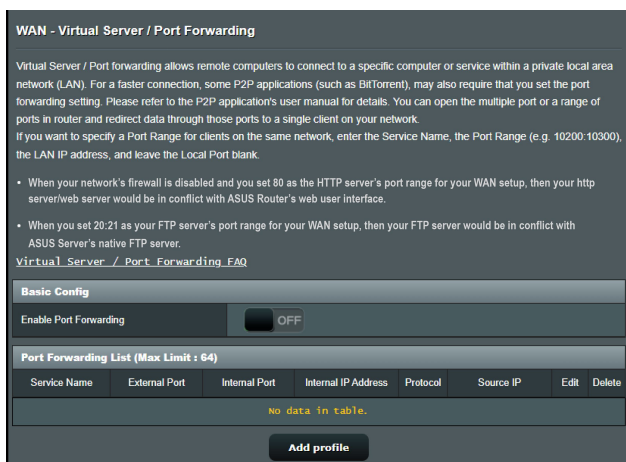 WAN - Virtual Server / Port Forwarding
Virtual Server / Port forwarding allows remote computers to connect to a specific computer or service within a private local area
network (LAN). For a faster connection, some P2P applications (such as BitTorrent), may also require that you set the port
forwarding setting. Please refer to the P2P application's user manual for details. You can open the multiple port or a range of
ports in router and redirect data through those ports to a single client on your network.
If you want to specify a Port Range for clients on the same network, enter the Service Name, the Port Range (e.g. 10200:10300),
the LAN IP address, and leave the Local Port blank.
• When your network's firewall is disabled and you set 80 as the HTTP server's port range for your WAN setup, then your http
server/web server would be in conflict with ASUS Router's web user interface.
• When you set 20:21 as your FTP server's port range for your WAN setup, then your FTP server would be in conflict with
ASUS Server's native FTP server.
Virtual Server / Port Forwarding FAQ
Basic Config
Enable Port Forwarding OFF
Port Forwarding List (Max Limit : 64)
Service Name External Port Internal Port Internal IP Address Protocol Source IP Edit Delete
No data in table.
Add profile